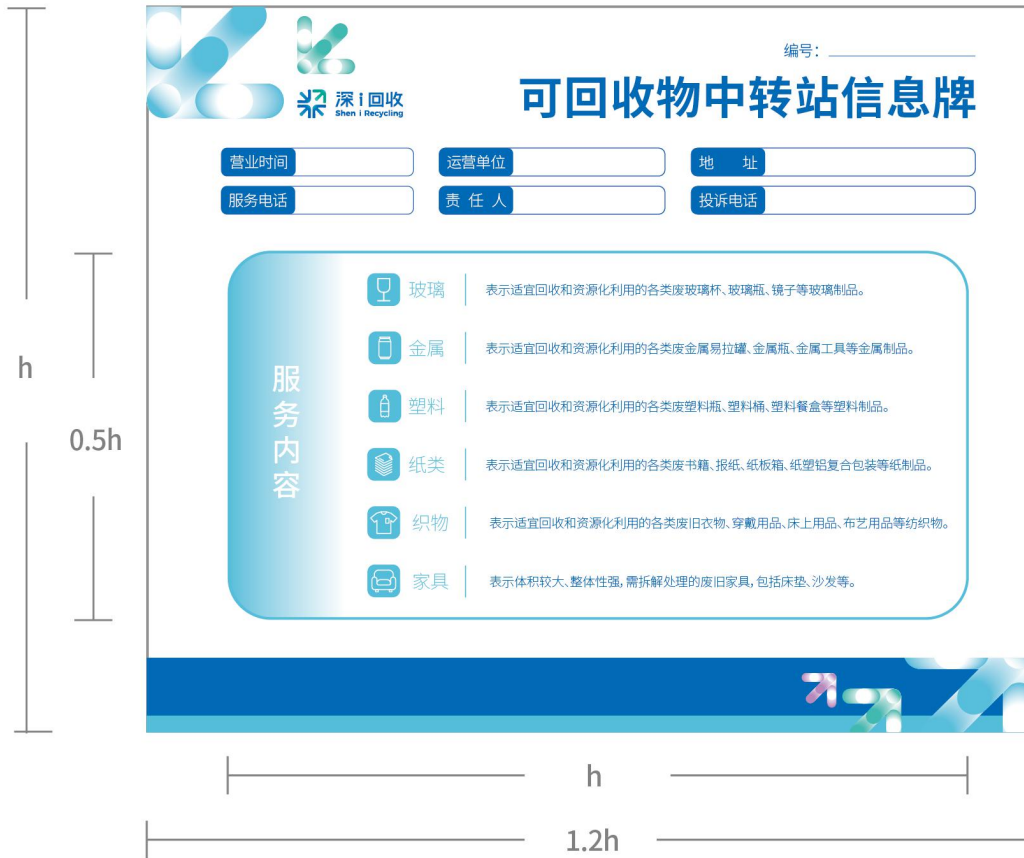 编号：
深i回收
Shen i Recycling
可回收物中转站信息牌
营业时间 运营单位 地 址
服务电话 责任人 投诉电话
h
0.5h
服务内容
玻璃 表示适宜回收和资源化利用的各类废玻璃杯、玻璃瓶、镜子等玻璃制品。
金属 表示适宜回收和资源化利用的各类废金属易拉罐、金属瓶、金属工具等金属制品。
塑料 表示适宜回收和资源化利用的各类废塑料瓶、塑料桶、塑料餐盒等塑料制品。
纸类 表示适宜回收和资源化利用的各类废书籍、报纸、纸板箱、纸塑铝复合包装等纸制品。
织物 表示适宜回收和资源化利用的各类废旧衣物、穿戴用品、床上用品、布艺用品等纺织物。
家具 表示体积较大、整体性强,需拆解处理的废旧家具,包括床垫、沙发等。
h
1.2h